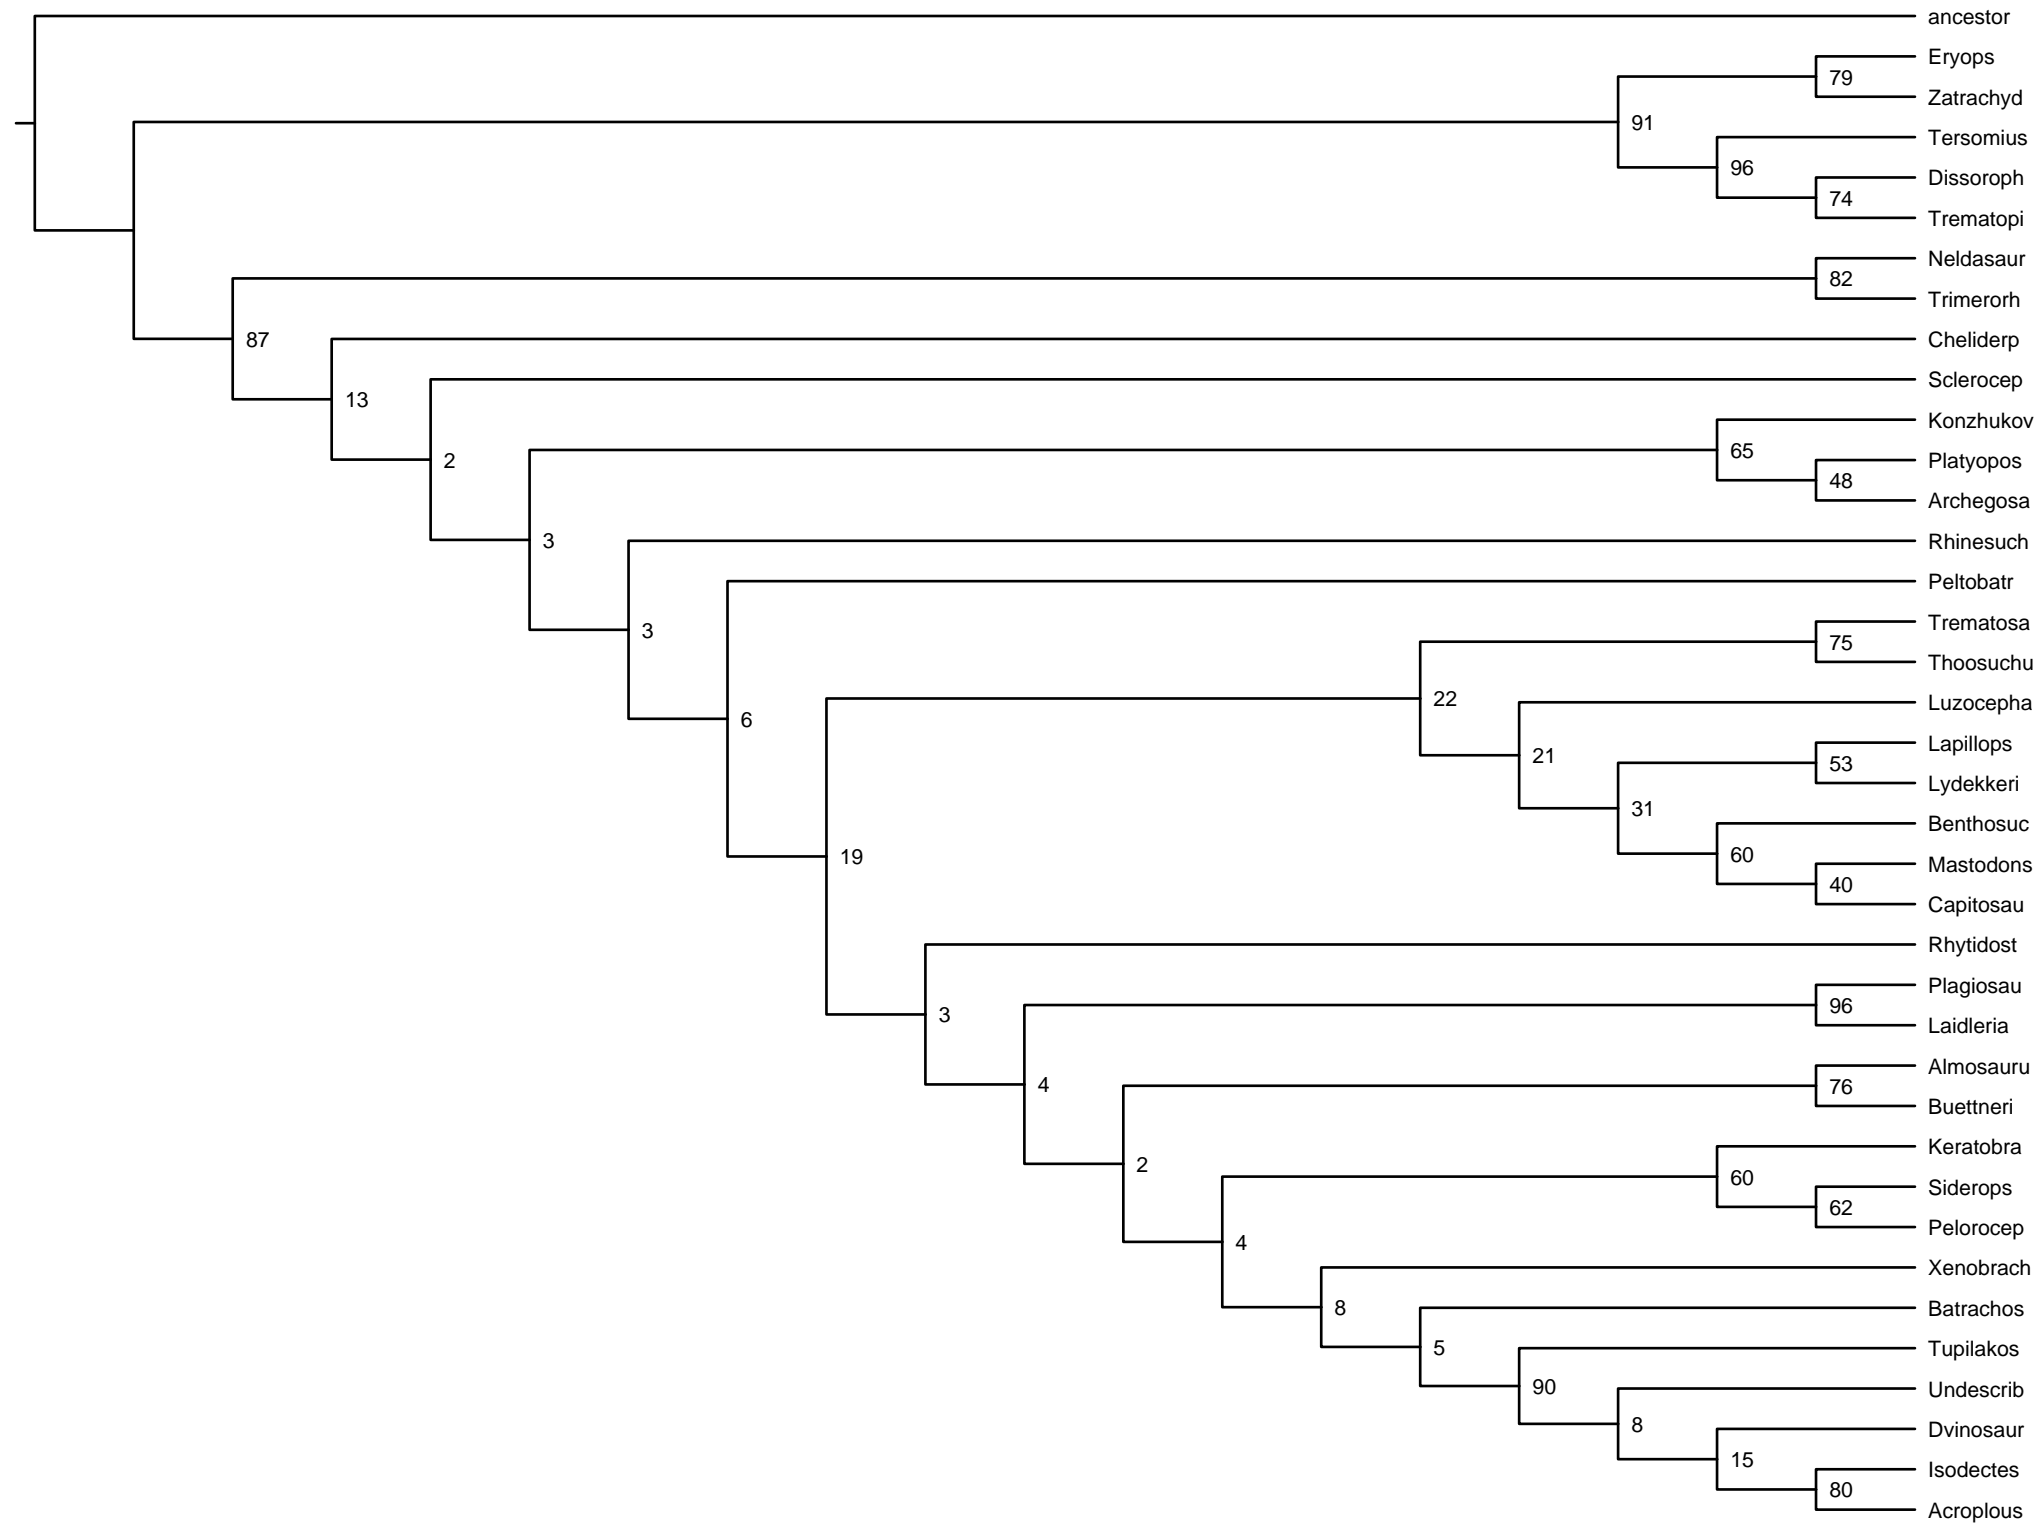 ancestor
Eryops
79
Zatrachyd
91
Tersomius
96
Dissoroph
74
Trematopi
Neldasaur
82
Trimerorh
87
Cheliderp
Sclerocep
13
Konzhukov
65
2
Platyopos
48
Archegosa
3
Rhinesuch
Peltobatr
3
Trematosa
75
Thoosuchu
22
Luzocepha
6
Lapillops
21
53
Lydekkeri
31
Benthosuc
19
60
Mastodons
40
Capitosau
Rhytidost
Plagiosau
96
3
Laidleria
Almosauru
4
76
Buettneri
Keratobra
2
60
Siderops
62
Pelorocep
4
Xenobrach
8
Batrachos
5
Tupilakos
90
Undescrib
8
Dvinosaur
15
Isodectes
80
Acroplous